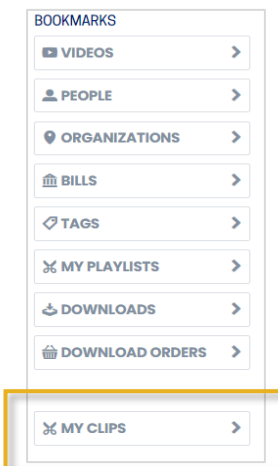 BOOKMARKS
VIDEOS
PEOPLE
ORGANIZATIONS
BILLS
TAGS
MY PLAYLISTS
DOWNLOADS
DOWNLOAD ORDERS
MY CLIPS